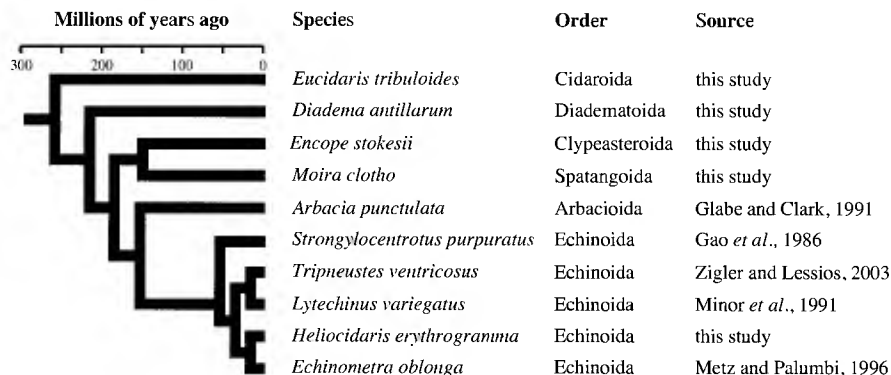 Millions of years ago Species Order Source
300 200 100 0
Eucidaris tribuloides Cidaroida this study
Diadema antillarum Diadematoida this study
Encope stokesii Clypeasteroida this study
Moira clotho Spatangoida this study
Arbacia punctulata Arbacioida Glabe and Clark, 1991
Strongylocentrotus purpuratus Echinoida Gao et al., 1986
Tripneustes ventricosus Echinoida Zigler and Lessios, 2003
Lytechinus variegatus Echinoida Minor et al., 1991
Heliocidaris erythrogramma Echinoida this study
Echinometra oblonga Echinoida Metz and Palumbi, 1996